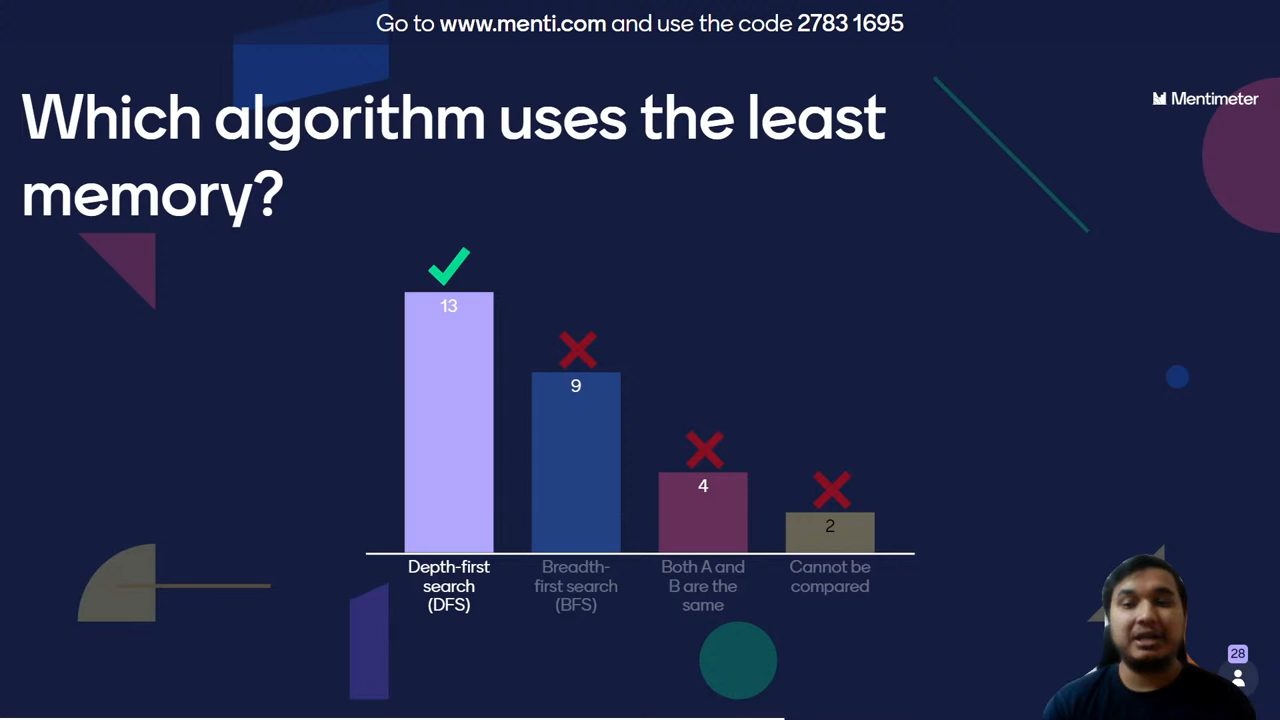 Go to www.menti.com and use the code 2783 1695
Which algorithm uses the least
memory?
Mentimeter
13
9
4
2
Depth-first
search
(DFS)
Breadth-
first search
(BFS)
Both A and
B are the
same
Cannot be
compared
28